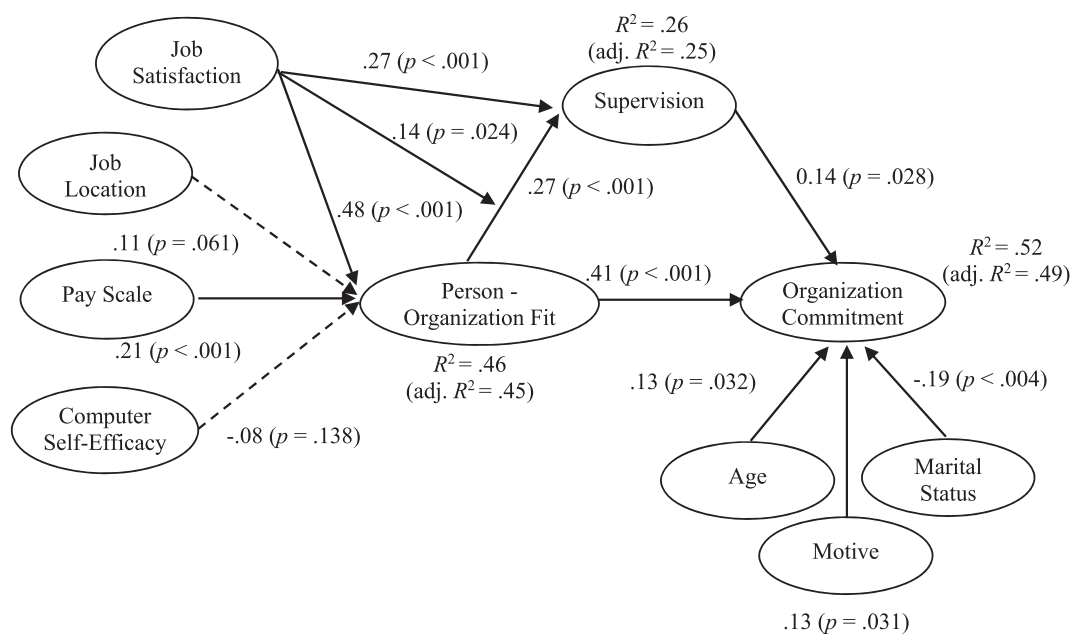 Job
Satisfaction
R² = .26
(adj. R² = .25)
.27 (p < .001)
Supervision
.14 (p = .024)
Job
Location
.27 (p < .001)
0.14 (p = .028)
.48 (p < .001)
.11 (p = .061)
R² = .52
(adj. R² = .49)
Pay Scale
Person -
Organization Fit
.41 (p < .001)
Organization
Commitment
.21 (p < .001)
R² = .46
(adj. R² = .45)
.13 (p = .032)
-.19 (p < .004)
Computer
Self-Efficacy
-.08 (p = .138)
Age
Marital
Status
Motive
.13 (p = .031)